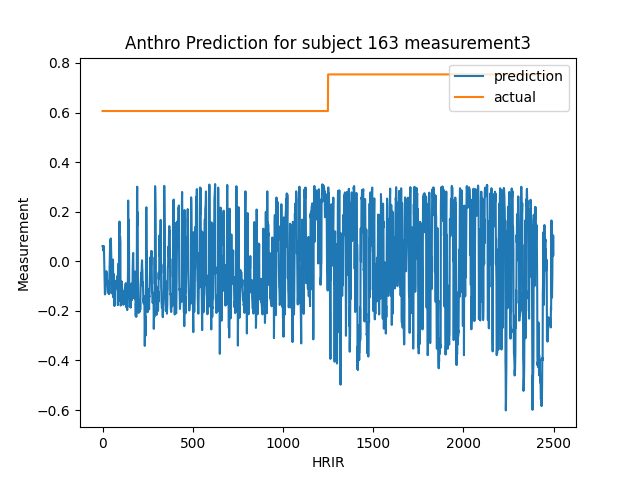 Anthro Prediction for subject 163 measurement3
prediction
actual
Measurement
0.8
0.6
0.4
0.2
0.0
−0.2
−0.4
−0.6
0 500 1000 1500 2000 2500
HRIR